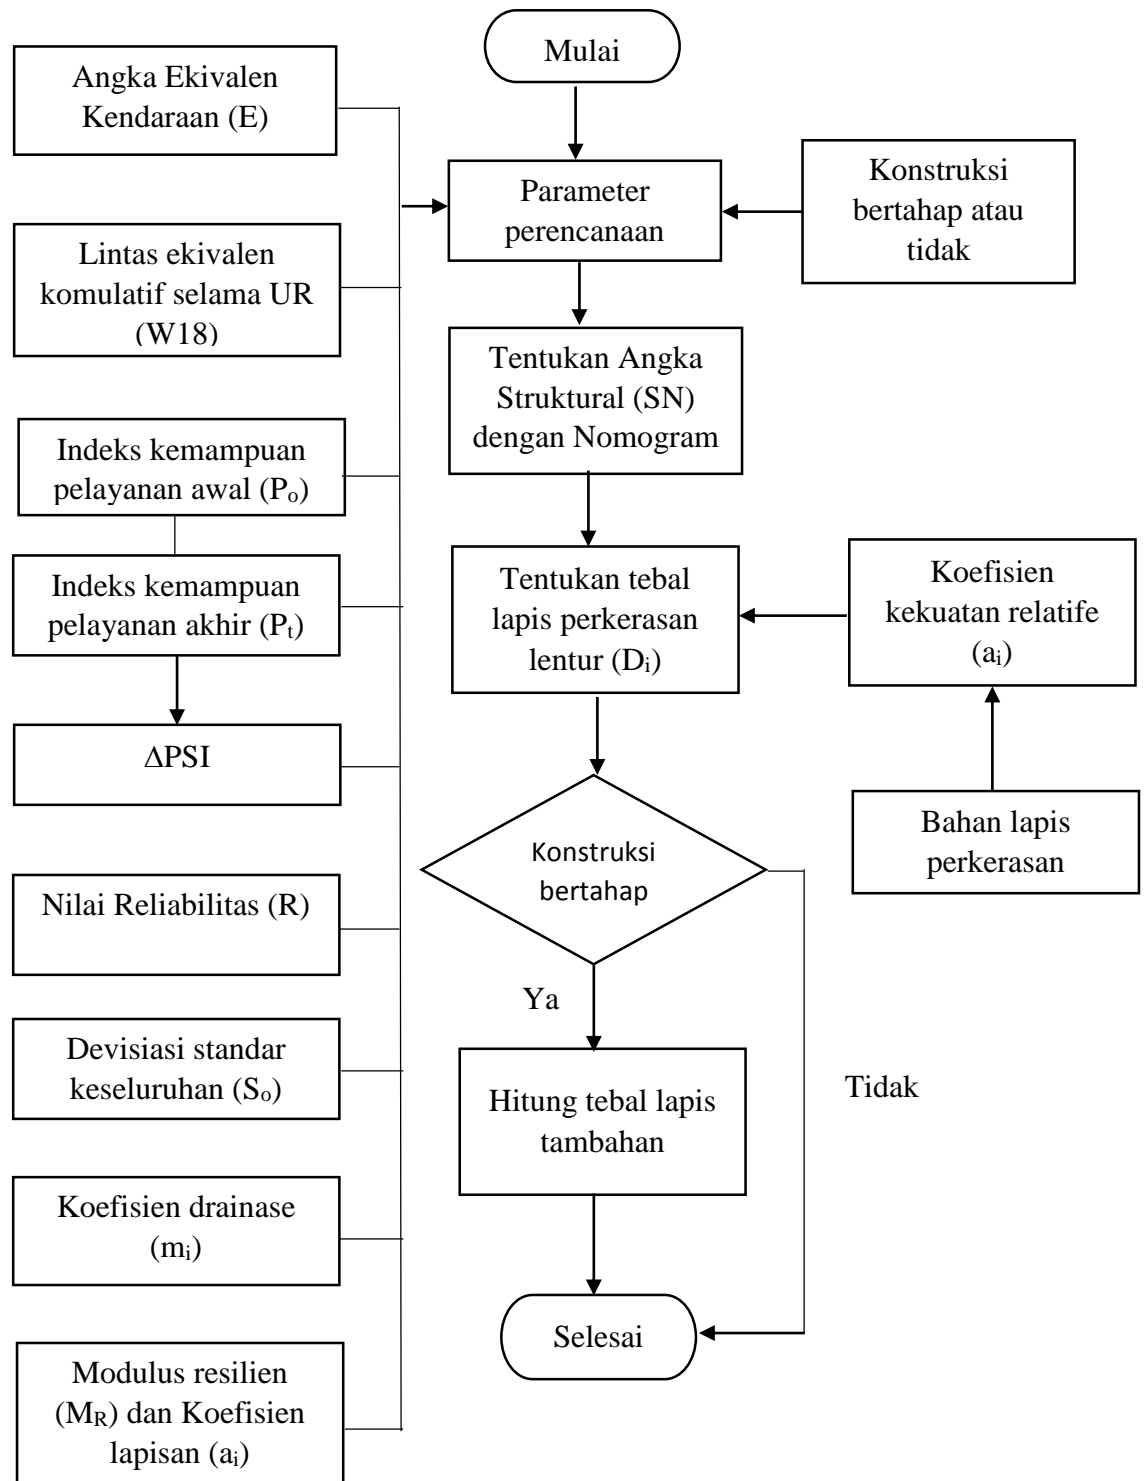 Mulai
Angka Ekivalen
Kendaraan (E)
Parameter
perencanaan
Konstruksi
bertahap atau
tidak
Lintas ekivalen
komulatif selama UR
(W18)
Tentukan Angka
Struktural (SN)
dengan Nomogram
Indeks kemampuan
pelayanan awal (Pₒ)
Indeks kemampuan
pelayanan akhir (Pₜ)
Tentukan tebal
lapis perkerasan
lentur (Dᵢ)
Koefisien
kekuatan relatife
(aᵢ)
ΔPSI
Bahan lapis
perkerasan
Konstruksi
bertahap
Nilai Reliabilitas (R)
Ya
Devisiasi standar
keseluruhan (Sₒ)
Hitung tebal lapis
tambahan
Tidak
Koefisien drainase
(mᵢ)
Selesai
Modulus resilien
(Mʀ) dan Koefisien
lapisan (aᵢ)